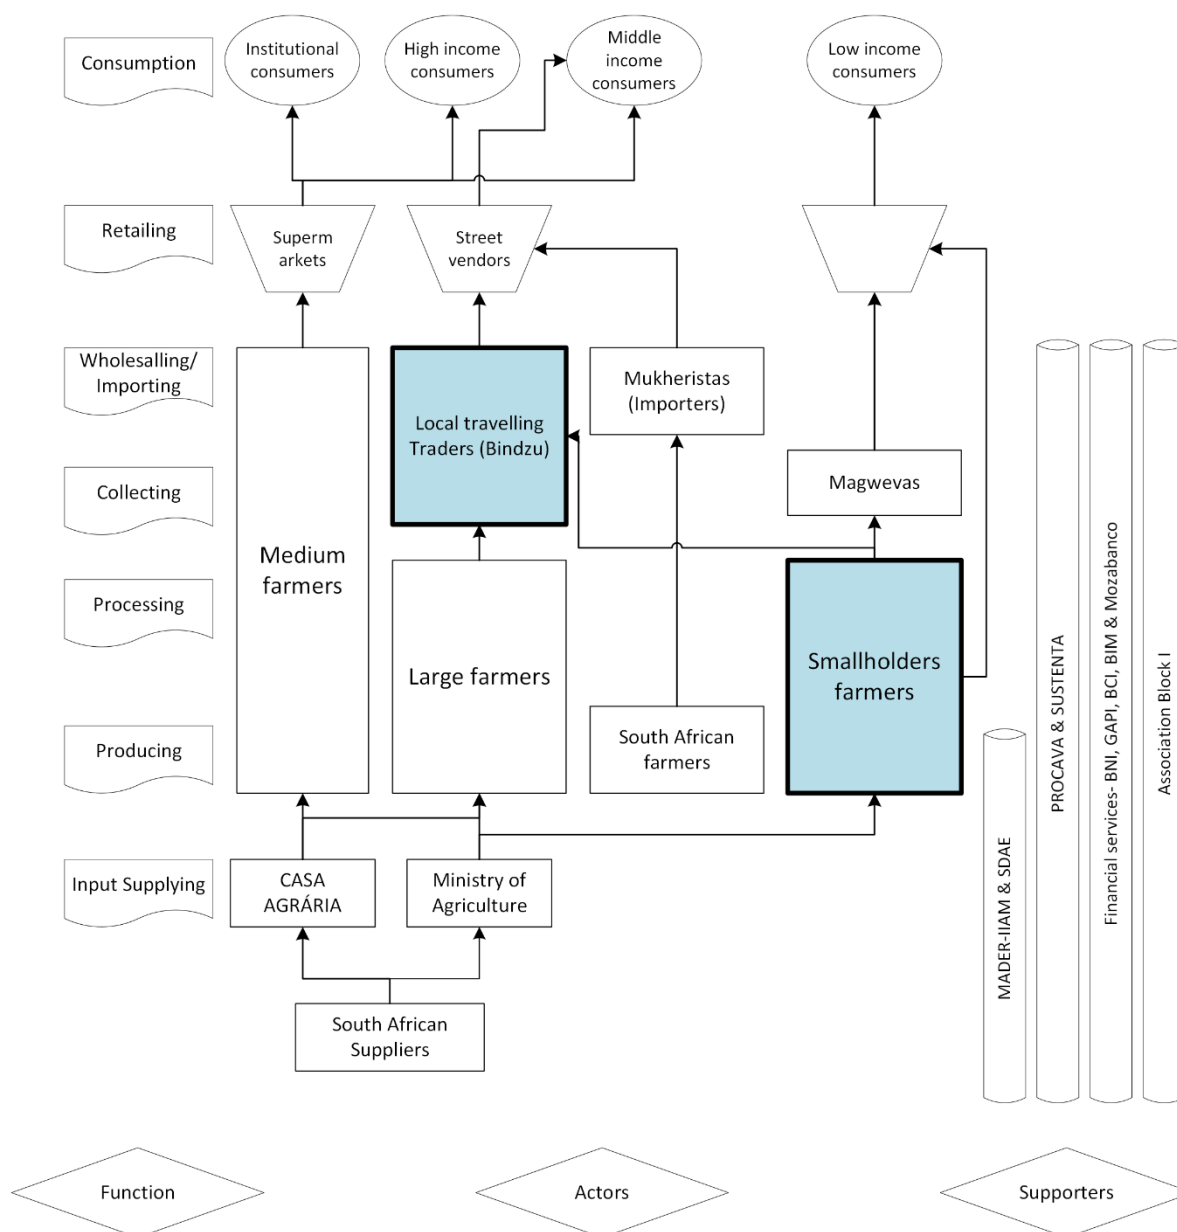 Consumption
Institutional
consumers
High income
consumers
Middle
income
consumers
Low income
consumers
Retailing
Superm
arkets
Street
vendors
Wholesalling/
Importing
Local travelling
Traders (Bindzu)
Mukheristas
(Importers)
Collecting
Magwevas
Medium
farmers
Processing
Large farmers
Smallholders
farmers
Producing
South African
farmers
Input Supplying
CASA
AGRÁRIA
Ministry of
Agriculture
South African
Suppliers
MADER-IIAM & SDAE
PROCAVA & SUSTENTA
Financial services- BNI, GAPI, BCI, BIM & Mozabanco
Association Block I
Function
Actors
Supporters